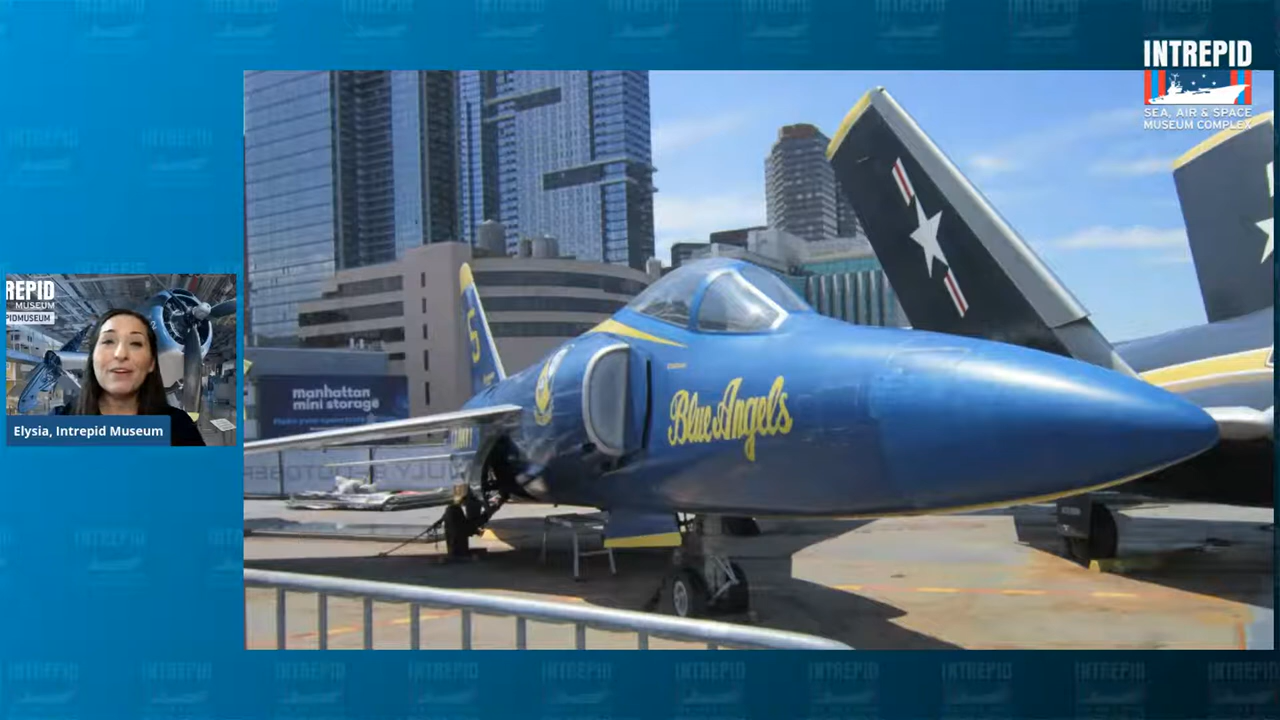 INTREPID
SEA, AIR & SPACE
MUSEUM COMPLEX
Blue Angels
5
manhattan
mini storage
REPID
MUSEUM
PIDMUSEUM
Elysia, Intrepid Museum